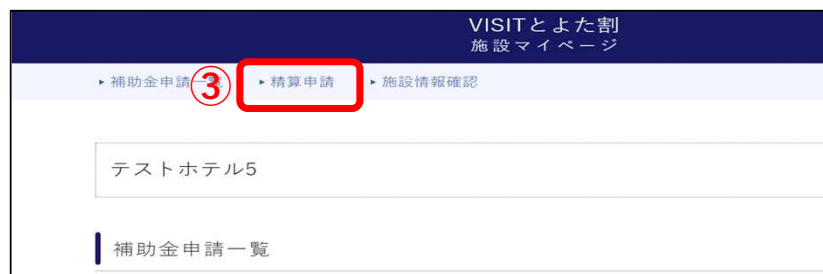 VISITとよた割
施設マイページ
▸補助金申請一覧 ③ ▸精算申請 ▸施設情報確認
テストホテル5
補助金申請一覧